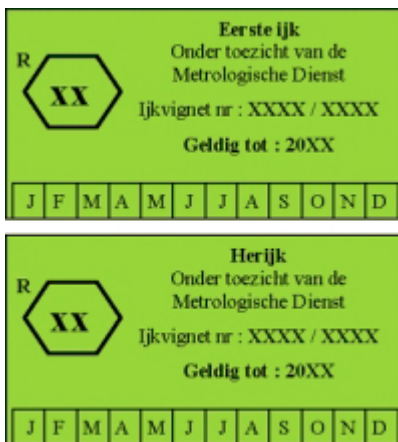 Eerste ijk
Onder toezicht van de
R
Metrologische Dienst
XX
Ijkvignet nr : XXXX / XXXX
Geldig tot : 20XX
J F M A M J J A S O N D
Herijk
Onder toezicht van de
R
Metrologische Dienst
XX
Ijkvignet nr : XXXX / XXXX
Geldig tot : 20XX
J F M A M J J A S O N D